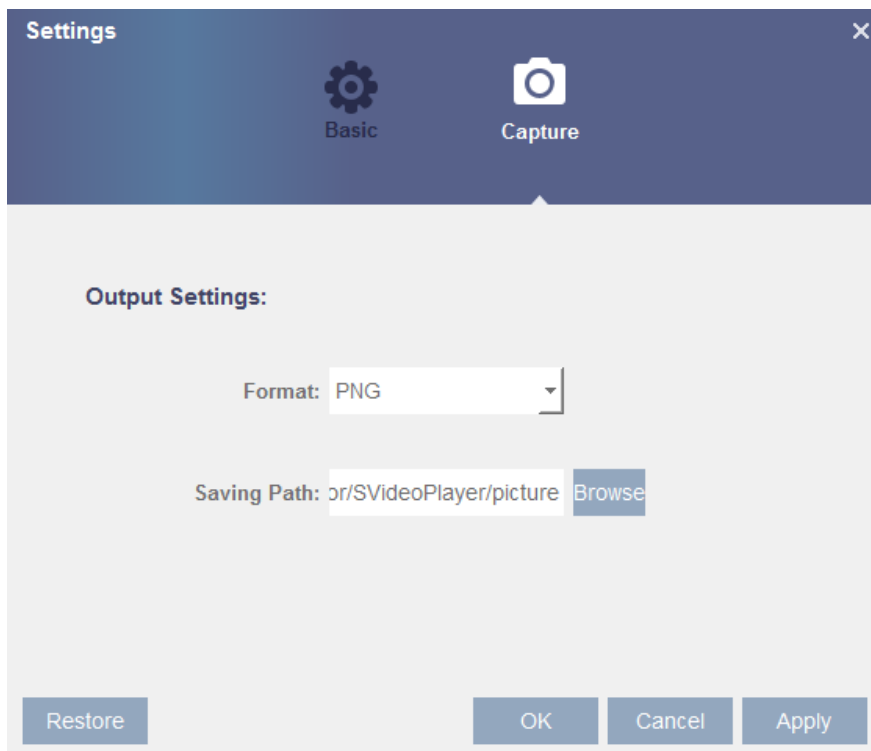 Settings
Basic
Capture
Output Settings:
Format: PNG
Saving Path: or/SVideoPlayer/picture Browse
Restore OK Cancel Apply